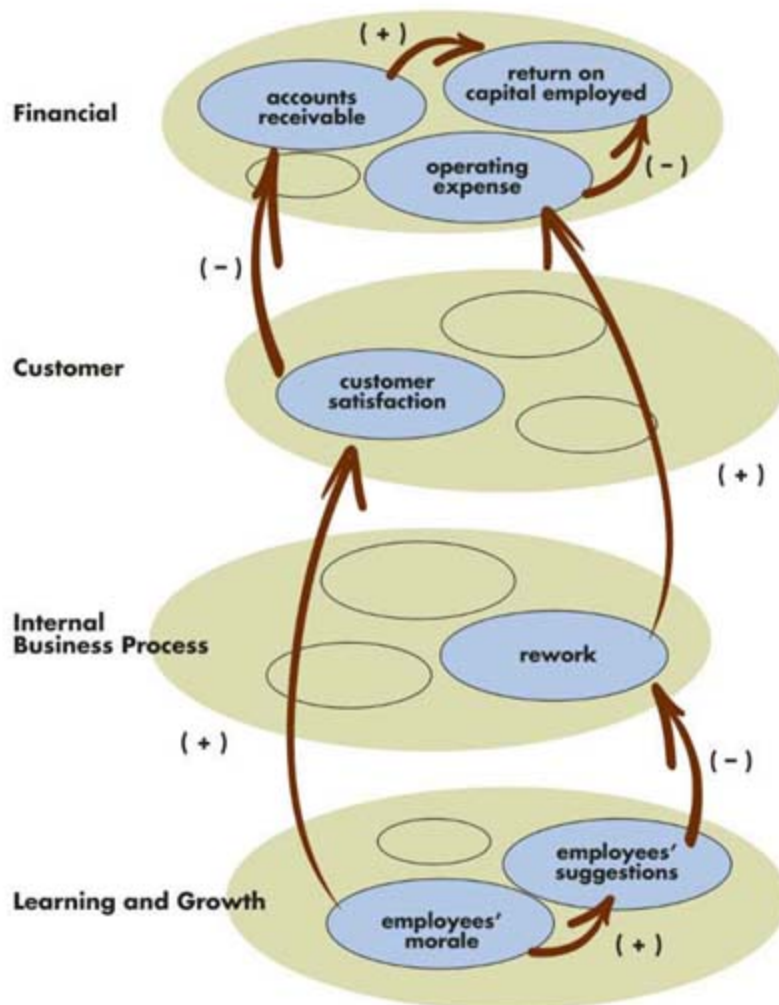 Financial
( + )
accounts
receivable
return on
capital employed
operating
expense
( - )
( - )
Customer
customer
satisfaction
( + )
Internal
Business Process
rework
( + )
( - )
Learning and Growth
employees'
suggestions
employees'
morale
( + )